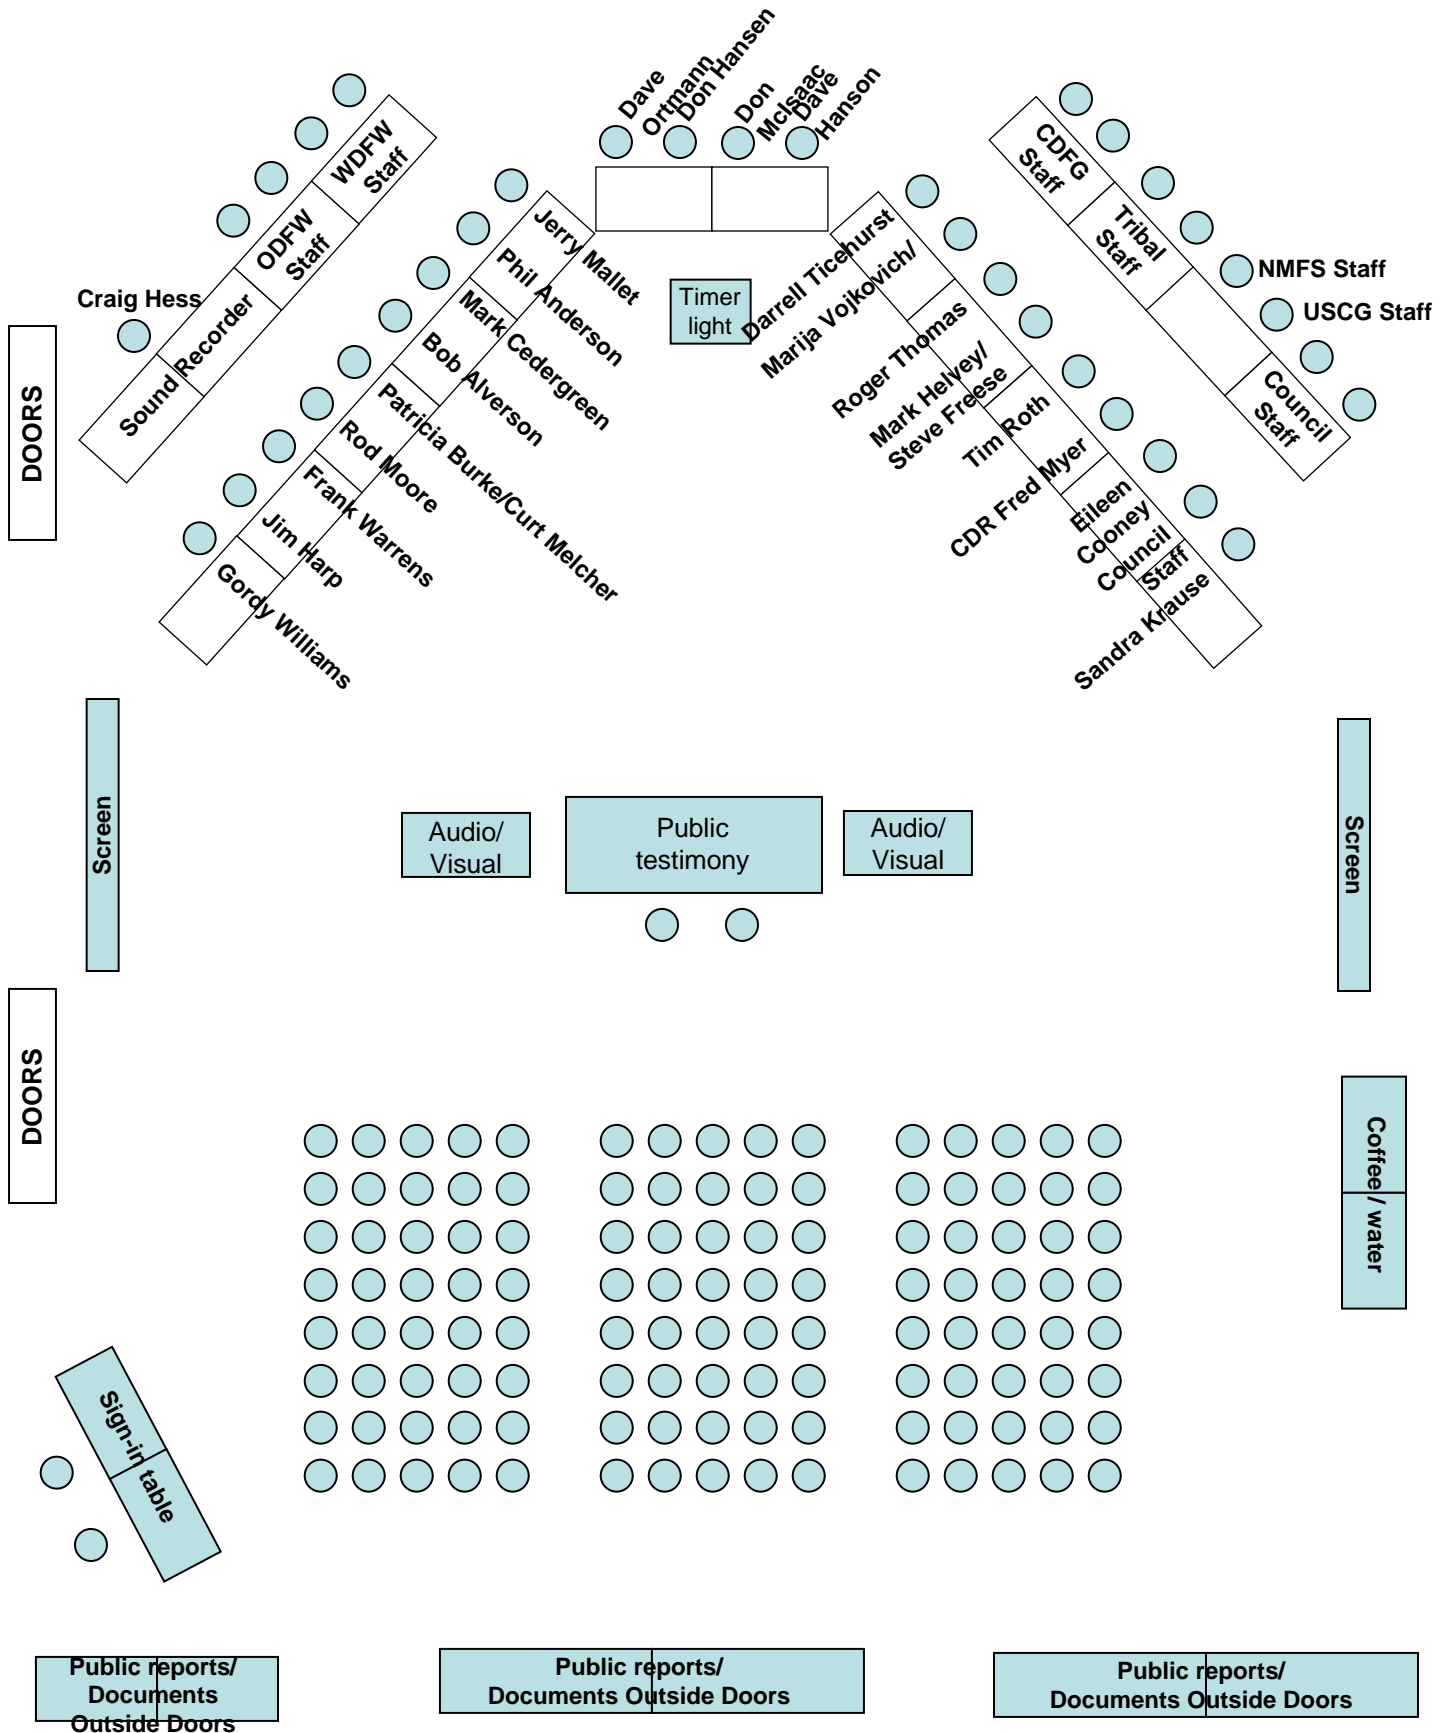 Dave
Ortmann
Don Hansen
Don
McIsaac
Dave
Hanson
WDFW
Staff
ODFW
Staff
Craig Hess
Sound Recorder
CDFG
Staff
Tribal
Staff
NMFS Staff
USCG Staff
Council
Staff
Jerry Mallet
Phil Anderson
Mark Cedergreen
Bob Alverson
Patricia Burke/Curt Melcher
Rod Moore
Frank Warrens
Jim Harp
Gordy Williams
Timer
light
Darrell Ticehurst
Marija Vojkovich/
Roger Thomas
Mark Helvey/
Steve Freese
Tim Roth
CDR Fred Myer
Eileen
Cooney
Council
Staff
Sandra Krause
DOORS
Screen
Audio/
Visual
Public
testimony
Audio/
Visual
Screen
DOORS
Coffee / water
Sign-in table
Public reports/
Documents
Outside Doors
Public reports/
Documents Outside Doors
Public reports/
Documents Outside Doors